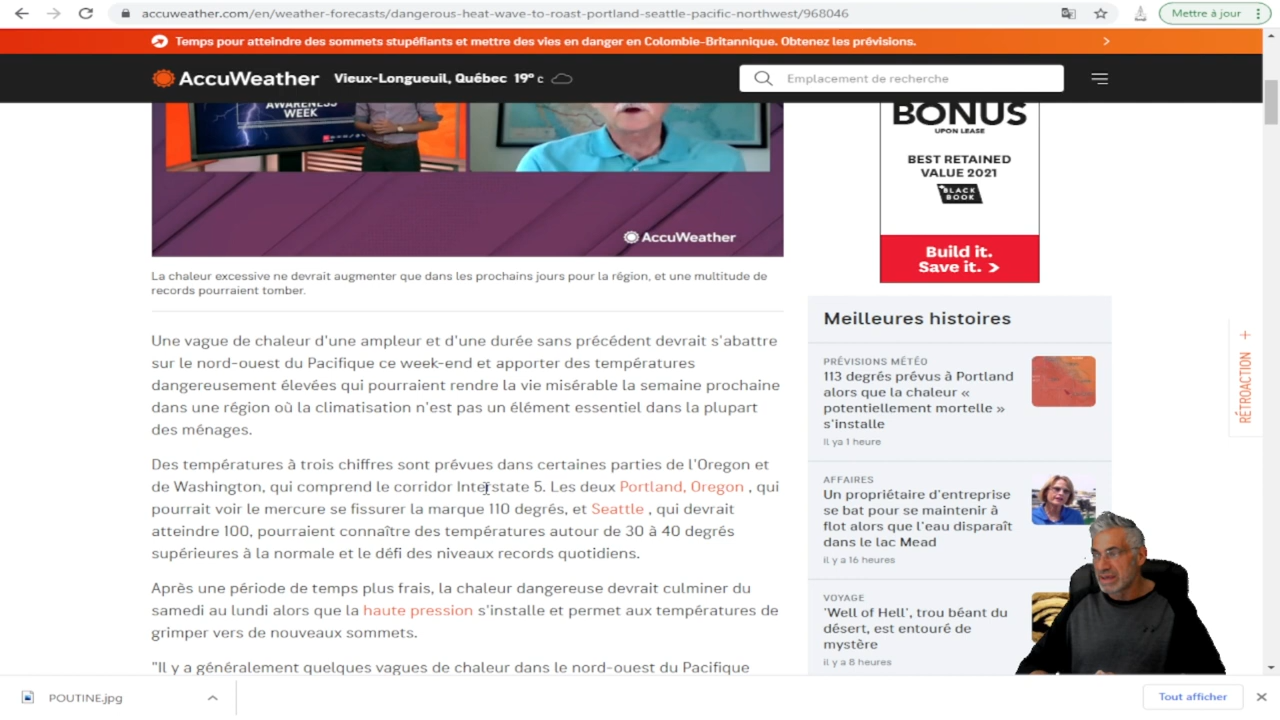 accuweather.com/en/weather-forecasts/dangerous-heat-wave-to-roast-portland-seattle-pacific-northwest/968046
Mettre à jour
Temps pour atteindre des sommets stupéfiants et mettre des vies en danger en Colombie-Britannique. Obtenez les prévisions.
AccuWeather
Vieux-Longueuil, Québec 19° c
Emplacement de recherche
AWARENESS
WEEK
AccuWeather
La chaleur excessive ne devrait augmenter que dans les prochains jours pour la région, et une multitude de
records pourraient tomber.
Une vague de chaleur d'une ampleur et d'une durée sans précédent devrait s'abattre
sur le nord-ouest du Pacifique ce week-end et apporter des températures
dangereusement élevées qui pourraient rendre la vie misérable la semaine prochaine
dans une région où la climatisation n'est pas un élément essentiel dans la plupart
des ménages.
Des températures à trois chiffres sont prévues dans certaines parties de l'Oregon et
de Washington, qui comprend le corridor Interstate 5. Les deux Portland, Oregon , qui
pourrait voir le mercure se fissurer la marque 110 degrés, et Seattle , qui devrait
atteindre 100, pourraient connaître des températures autour de 30 à 40 degrés
supérieures à la normale et le défi des niveaux records quotidiens.
Après une période de temps plus frais, la chaleur dangereuse devrait culminer du
samedi au lundi alors que la haute pression s'installe et permet aux températures de
grimper vers de nouveaux sommets.
"Il y a généralement quelques vagues de chaleur dans le nord-ouest du Pacifique
BONUS
UPON LEASE
BEST RETAINED
VALUE 2021
BLACK
BOOK
Build it.
Save it. >
Meilleures histoires
PRÉVISIONS MÉTÉO
113 degrés prévus à Portland
alors que la chaleur «
potentiellement mortelle »
s'installe
Il ya 1 heure
AFFAIRES
Un propriétaire d'entreprise
se bat pour se maintenir à
flot alors que l'eau disparaît
dans le lac Mead
il y a 16 heures
VOYAGE
'Well of Hell', trou béant du
désert, est entouré de
mystère
il y a 8 heures
RÉTROACTION +
POUTINE.jpg
Tout afficher